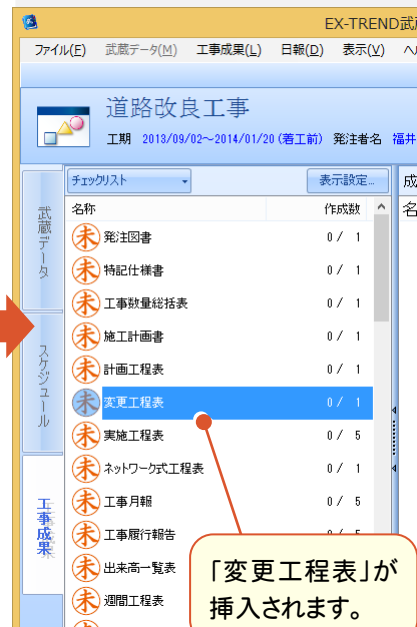 EX-TREND武蔵
ファイル(F) 武蔵データ(M) 工事成果(L) 日報(D) 表示(V) ヘ
道路改良工事
工期 2013/09/02～2014/01/20 (着工前) 発注者名 福井
チェックリスト 表示設定... 成
名称 作成数 名
未 発注図書 0 / 1
未 特記仕様書 0 / 1
未 工事数量総括表 0 / 1
未 施工計画書 0 / 1
未 計画工程表 0 / 1
未 変更工程表 0 / 1
未 実施工程表 0 / 5
未 ネットワーク式工程表 0 / 1
未 工事月報 0 / 5
未 工事履行報告 0 / 5
未 出来高一覧表
未 週間工程表
武蔵データ
スケジュール
工事成果
「変更工程表」が
挿入されます。